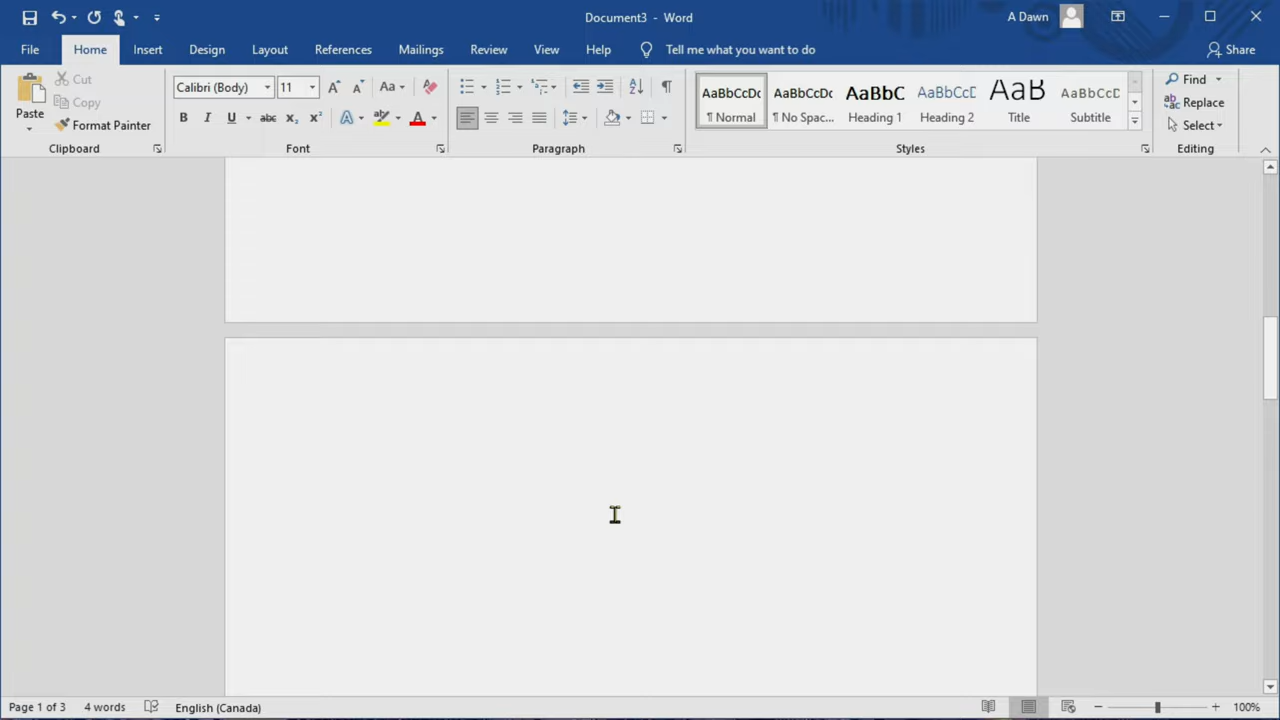 Document3 - Word
A Dawn
File Home Insert Design Layout References Mailings Review View Help Tell me what you want to do Share
Paste
Cut
Copy
Format Painter
Clipboard
Calibri (Body) 11
Font
Paragraph
AaBbCcDc AaBbCcDc AaBbC AaBbCcD AaB AaBbCcD
¶ Normal ¶ No Spac... Heading 1 Heading 2 Title Subtitle
Styles
Find
Replace
Select
Editing
Page 1 of 3 4 words English (Canada) 100%